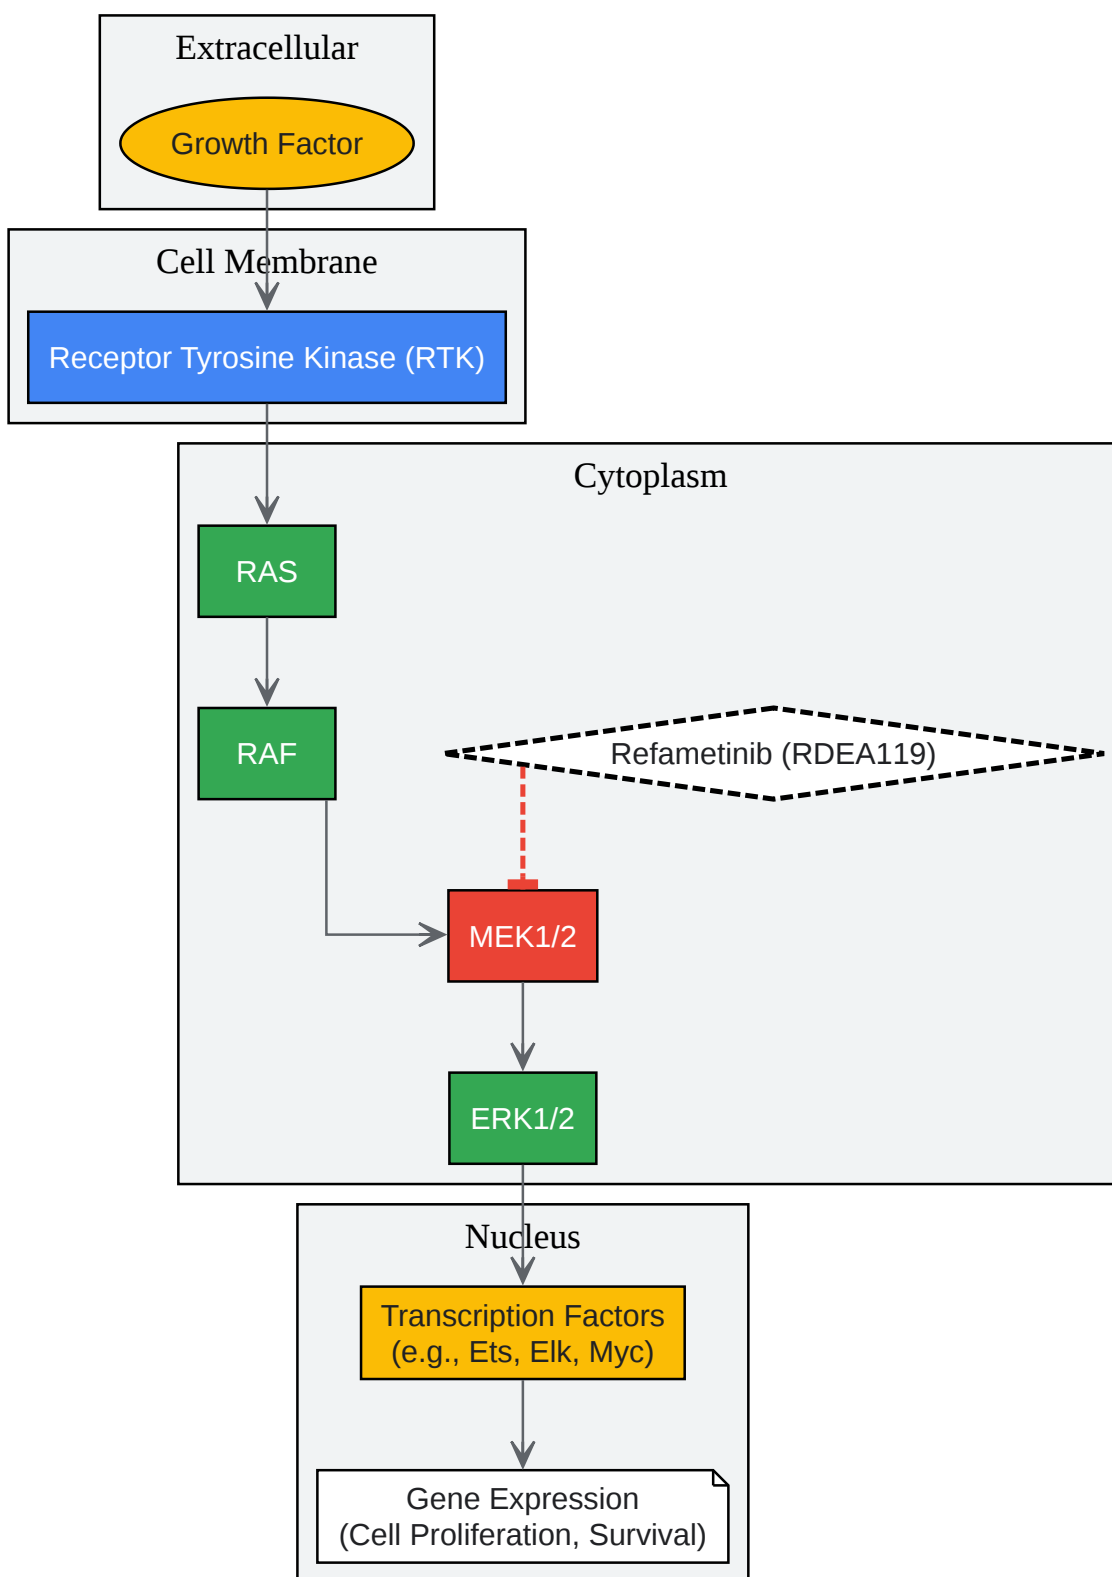 Extracellular
Growth Factor
Cell Membrane
Receptor Tyrosine Kinase (RTK)
Cytoplasm
RAS
RAF
Refametinib (RDEA119)
MEK1/2
ERK1/2
Nucleus
Transcription Factors
(e.g., Ets, Elk, Myc)
Gene Expression
(Cell Proliferation, Survival)